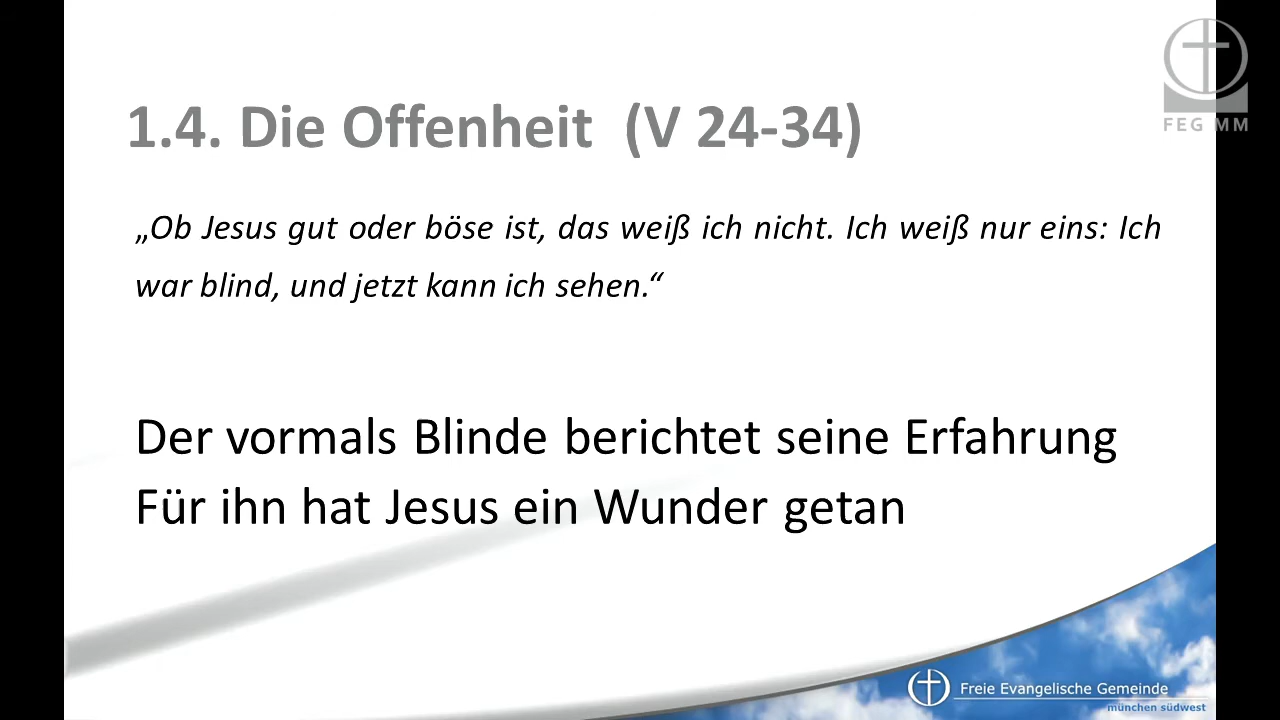 1.4. Die Offenheit (V 24-34)
FEG MM
„Ob Jesus gut oder böse ist, das weiß ich nicht. Ich weiß nur eins: Ich
war blind, und jetzt kann ich sehen.“
Der vormals Blinde berichtet seine Erfahrung
Für ihn hat Jesus ein Wunder getan
Freie Evangelische Gemeinde
münchen südwest